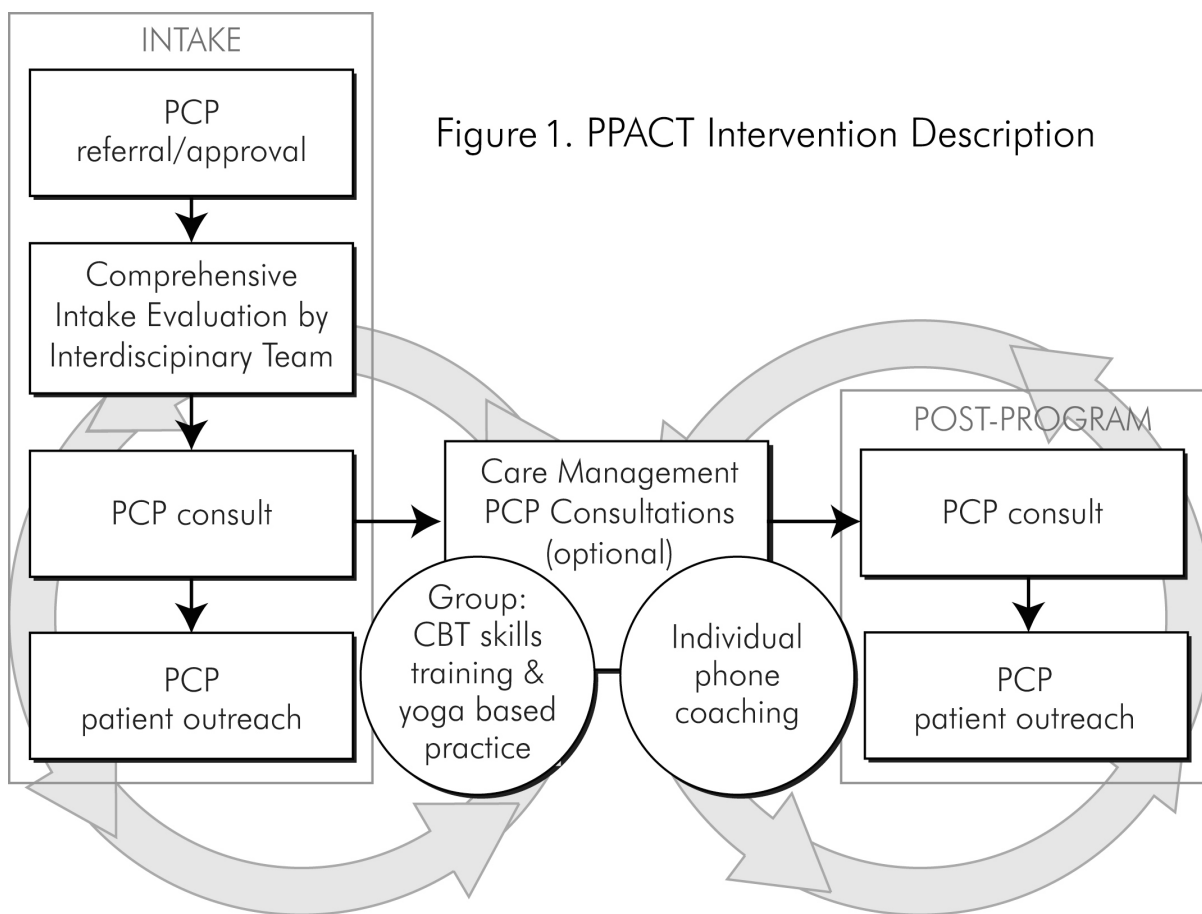 INTAKE
PCP
referral/approval
Figure 1. PPACT Intervention Description
Comprehensive
Intake Evaluation by
Interdiscipinary Team
PCP consult
PCP
patient outreach
Care Management
PCP Consultations
(optional)
Group:
CBT skills
training &
yoga based
practice
Individual
phone
coaching
POST-PROGRAM
PCP consult
PCP
patient outreach